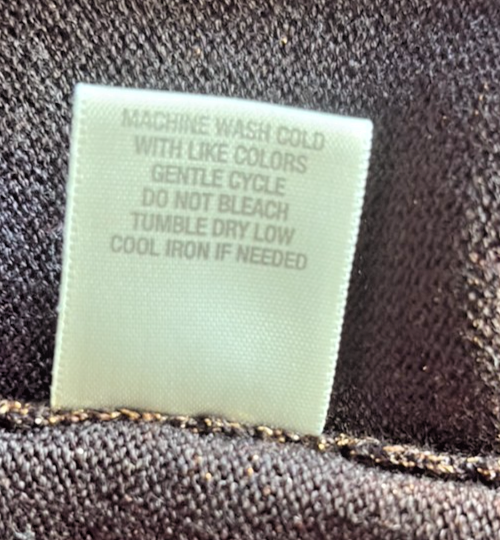 MACHINE WASH COLD
WITH LIKE COLORS
GENTLE CYCLE
DO NOT BLEACH
TUMBLE DRY LOW
COOL IRON IF NEEDED